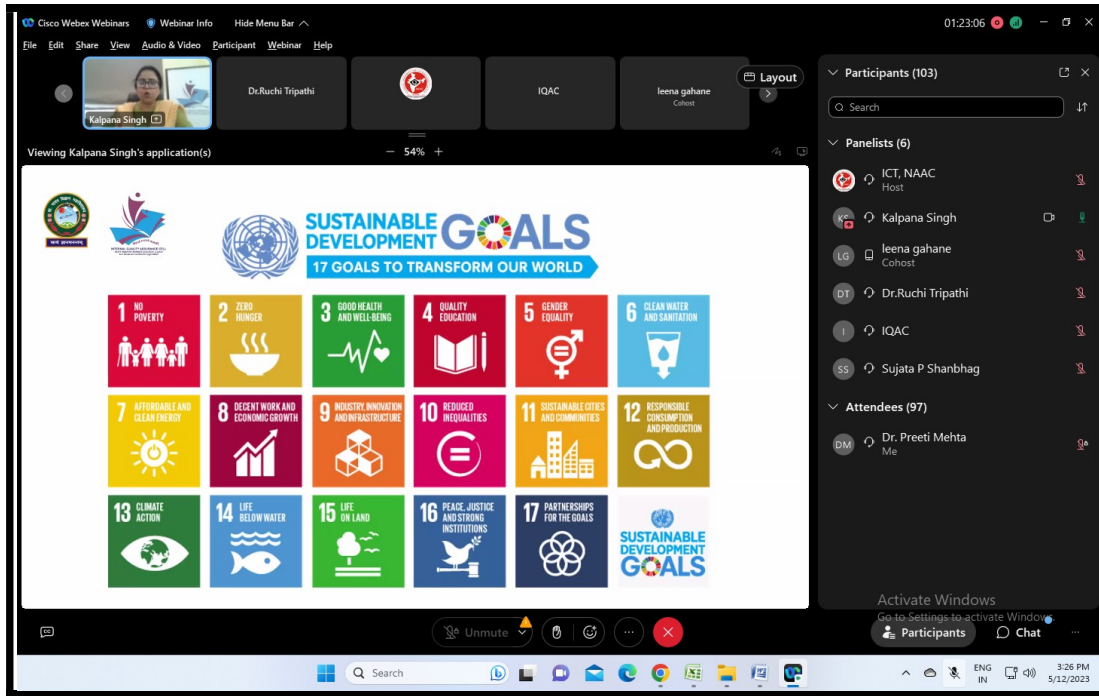 Cisco Webex Webinars Webinar Info Hide Menu Bar
01:23:06
File Edit Share View Audio & Video Participant Webinar Help
Kalpana Singh
Dr.Ruchi Tripathi
IQAC
leena gahane
Cohost
Layout
Viewing Kalpana Singh's application(s)
54%
SUSTAINABLE
DEVELOPMENT
GOALS
17 GOALS TO TRANSFORM OUR WORLD
1 NO
POVERTY
2 ZERO
HUNGER
3 GOOD HEALTH
AND WELL-BEING
4 QUALITY
EDUCATION
5 GENDER
EQUALITY
6 CLEAN WATER
AND SANITATION
7 AFFORDABLE AND
CLEAN ENERGY
8 DECENT WORK AND
ECONOMIC GROWTH
9 INDUSTRY, INNOVATION
AND INFRASTRUCTURE
10 REDUCED
INEQUALITIES
11 SUSTAINABLE CITIES
AND COMMUNITIES
12 RESPONSIBLE
CONSUMPTION
AND PRODUCTION
13 CLIMATE
ACTION
14 LIFE
BELOW WATER
15 LIFE
ON LAND
16 PEACE, JUSTICE
AND STRONG
INSTITUTIONS
17 PARTNERSHIPS
FOR THE GOALS
SUSTAINABLE
DEVELOPMENT
GOALS
Participants (103)
Search
Panelists (6)
ICT, NAAC
Host
KS Kalpana Singh
LG leena gahane
Cohost
DT Dr.Ruchi Tripathi
I IQAC
SS Sujata P Shanbhag
Attendees (97)
DM Dr. Preeti Mehta
Me
Activate Windows
Go to Settings to activate Windows.
Unmute
Participants
Chat
Search
ENG
IN
3:26 PM
5/12/2023